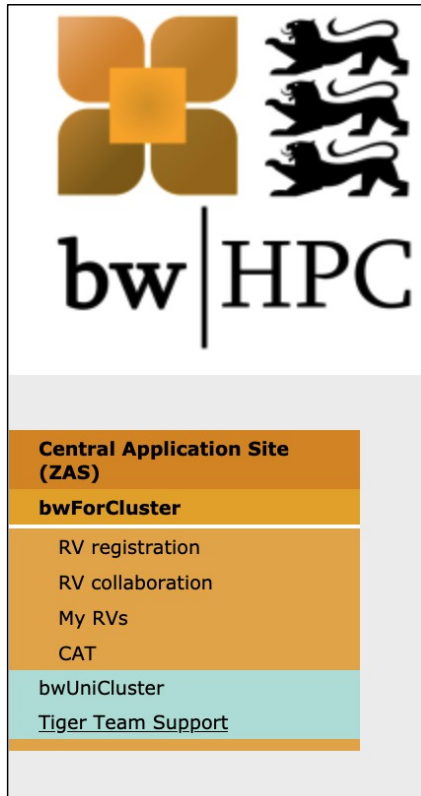 bw|HPC
Central Application Site
(ZAS)
bwForCluster
RV registration
RV collaboration
My RVs
CAT
bwUniCluster
Tiger Team Support